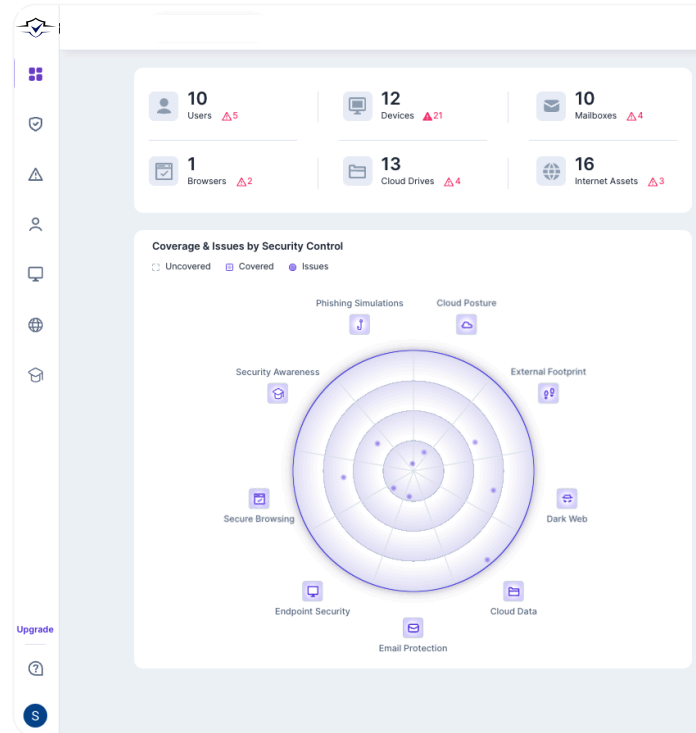 10
Users 5
12
Devices 21
10
Mailboxes 4
1
Browsers 2
13
Cloud Drives 4
16
Internet Assets 3
Coverage & Issues by Security Control
Uncovered Covered Issues
Phishing Simulations Cloud Posture
Security Awareness External Footprint
Secure Browsing Dark Web
Endpoint Security Cloud Data
Email Protection
Upgrade
S